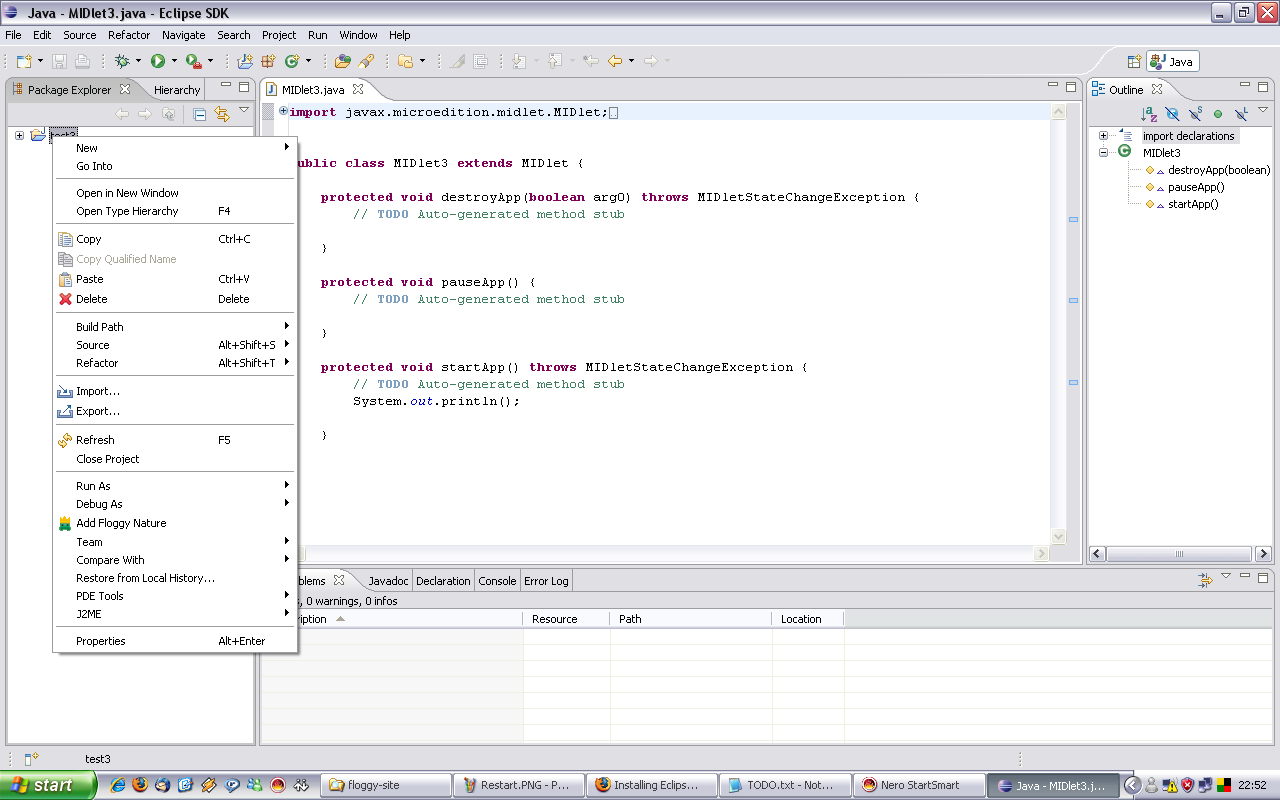 Java - MIDlet3.java - Eclipse SDK
File Edit Source Refactor Navigate Search Project Run Window Help
Java
Package Explorer Hierarchy
MIDlet3.java
Outline
test3
import javax.microedition.midlet.MIDlet;
public class MIDlet3 extends MIDlet {
protected void destroyApp(boolean arg0) throws MIDletStateChangeException {
// TODO Auto-generated method stub
}
protected void pauseApp() {
// TODO Auto-generated method stub
}
protected void startApp() throws MIDletStateChangeException {
// TODO Auto-generated method stub
System.out.println();
}
import declarations
MIDlet3
destroyApp(boolean)
pauseApp()
startApp()
New
Go Into
Open in New Window
Open Type Hierarchy F4
Copy Ctrl+C
Copy Qualified Name
Paste Ctrl+V
Delete Delete
Build Path
Source Alt+Shift+S
Refactor Alt+Shift+T
Import...
Export...
Refresh F5
Close Project
Run As
Debug As
Add Floggy Nature
Team
Compare With
Restore from Local History...
PDE Tools
J2ME
Properties Alt+Enter
blems Javadoc Declaration Console Error Log
, 0 warnings, 0 infos
ription Resource Path Location
test3
start floggy-site Restart.PNG - P... Installing Eclips... TODO.txt - Not... Nero StartSmart Java - MIDlet3.j... 22:52